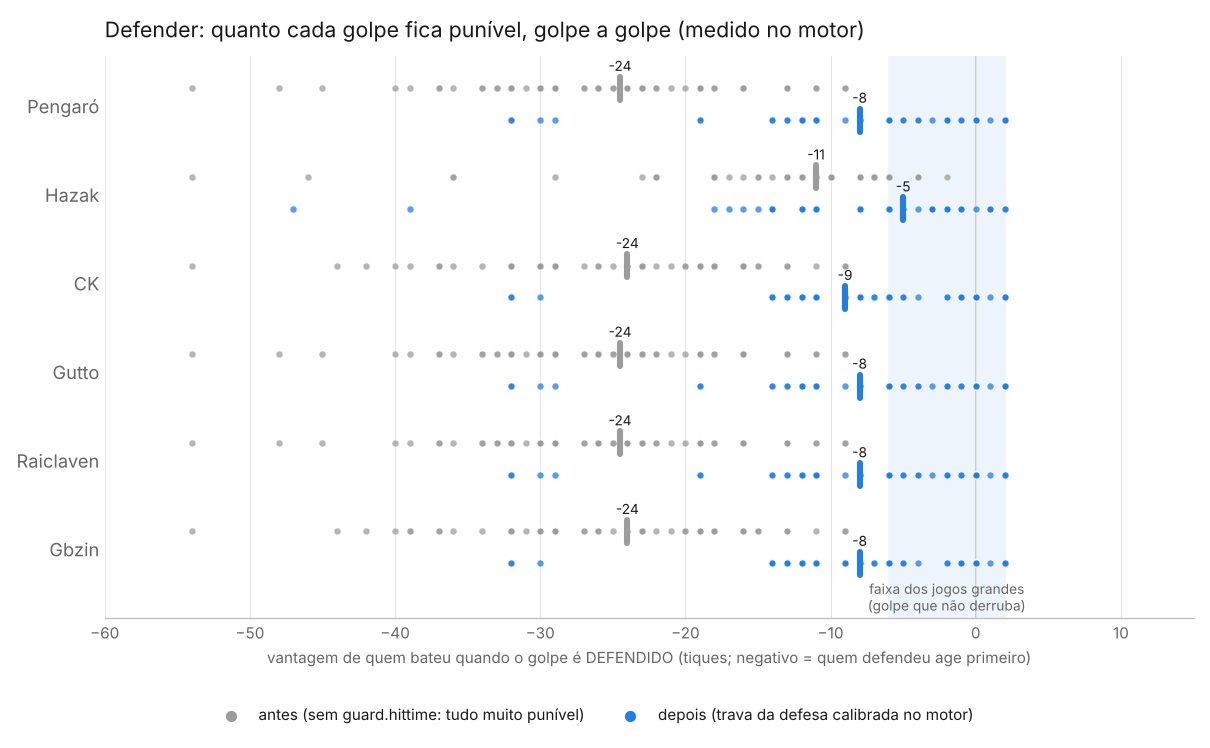 Defender: quanto cada golpe fica punível, golpe a golpe (medido no motor)
-24
Pengaró
-8
-11
Hazak
-5
-24
CK
-9
-24
Gutto
-8
-24
Raiclaven
-8
-24
Gbzin
-8
faixa dos jogos grandes
(golpe que não derruba)
−60 −50 −40 −30 −20 −10 0 10
vantagem de quem bateu quando o golpe é DEFENDIDO (tiques; negativo = quem defendeu age primeiro)
antes (sem guard.hittime: tudo muito punível) depois (trava da defesa calibrada no motor)